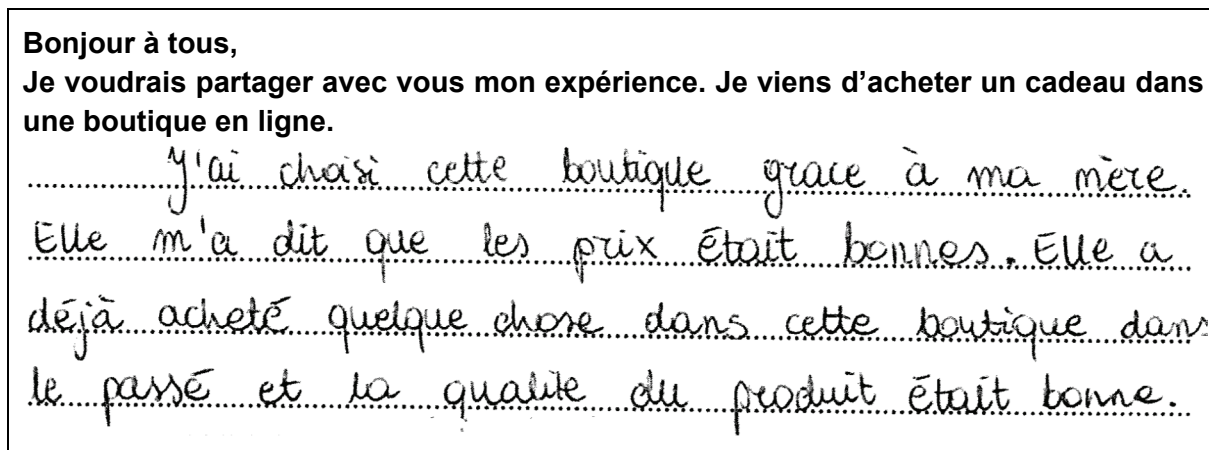 Bonjour à tous,
Je voudrais partager avec vous mon expérience. Je viens d’acheter un cadeau dans
une boutique en ligne.
J'ai choisi cette boutique grace à ma mère.
Elle m'a dit que les prix était bonnes. Elle a
déjà acheté quelque chose dans cette boutique dans
le passé et la qualite du produit était bonne.